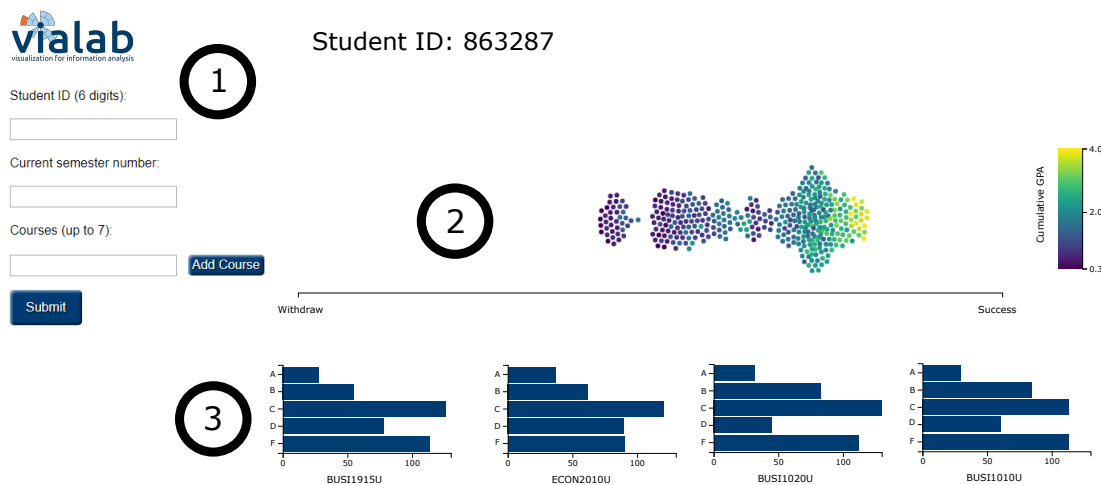 vialab
visualization for information analysis
Student ID: 863287
1
Student ID (6 digits):
Current semester number:
Courses (up to 7):
Add Course
Submit
2
Cumulative GPA
4.0
2.0
0.3
Withdraw
Success
3
A
B
C
D
F
0 50 100
BUSI1915U
A
B
C
D
F
0 50 100
ECON2010U
A
B
C
D
F
0 50 100
BUSI1020U
A
B
C
D
F
0 50 100
BUSI1010U